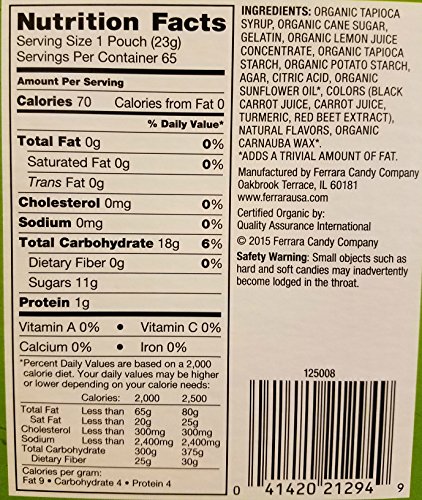 Nutrition Facts
Serving Size 1 Pouch (23g)
Servings Per Container 65
Amount Per Serving
Calories 70 Calories from Fat 0
% Daily Value*
Total Fat 0g 0%
Saturated Fat 0g 0%
Trans Fat 0g
Cholesterol 0mg 0%
Sodium 0mg 0%
Total Carbohydrate 18g 6%
Dietary Fiber 0g 0%
Sugars 11g
Protein 1g
Vitamin A 0% • Vitamin C 0%
Calcium 0% • Iron 0%
*Percent Daily Values are based on a 2,000
calorie diet. Your daily values may be higher
or lower depending on your calorie needs:
Calories: 2,000 2,500
Total Fat Less than 65g 80g
Sat Fat Less than 20g 25g
Cholesterol Less than 300mg 300mg
Sodium Less than 2,400mg 2,400mg
Total Carbohydrate 300g 375g
Dietary Fiber 25g 30g
Calories per gram:
Fat 9 • Carbohydrate 4 • Protein 4
INGREDIENTS: ORGANIC TAPIOCA
SYRUP, ORGANIC CANE SUGAR,
GELATIN, ORGANIC LEMON JUICE
CONCENTRATE, ORGANIC TAPIOCA
STARCH, ORGANIC POTATO STARCH,
AGAR, CITRIC ACID, ORGANIC
SUNFLOWER OIL*, COLORS (BLACK
CARROT JUICE, CARROT JUICE,
TURMERIC, RED BEET EXTRACT),
NATURAL FLAVORS, ORGANIC
CARNAUBA WAX*.
*ADDS A TRIVIAL AMOUNT OF FAT.
Manufactured by Ferrara Candy Company
Oakbrook Terrace, IL 60181
www.ferrarausa.com
Certified Organic by:
Quality Assurance International
© 2015 Ferrara Candy Company
Safety Warning: Small objects such as
hard and soft candies may inadvertently
become lodged in the throat.
125008
0 41420 21294 9